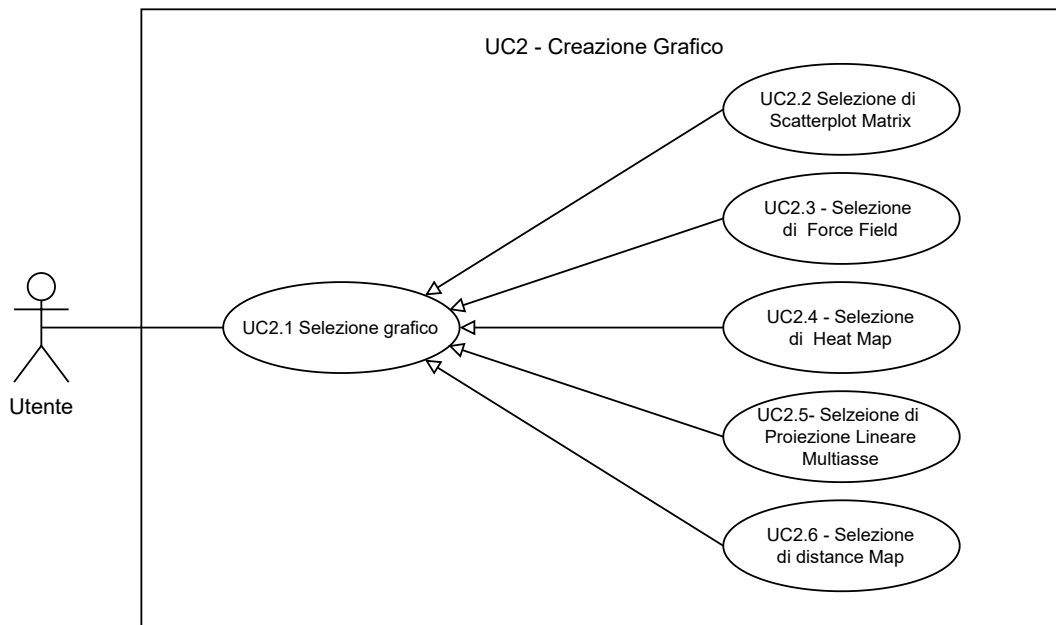 UC2 - Creazione Grafico
UC2.2 Selezione di
Scatterplot Matrix
UC2.3 - Selezione
di  Force Field
UC2.1 Selezione grafico
UC2.4 - Selezione
di  Heat Map
Utente
UC2.5- Selzeione di
Proiezione Lineare
Multiasse
UC2.6 - Selezione
di distance Map